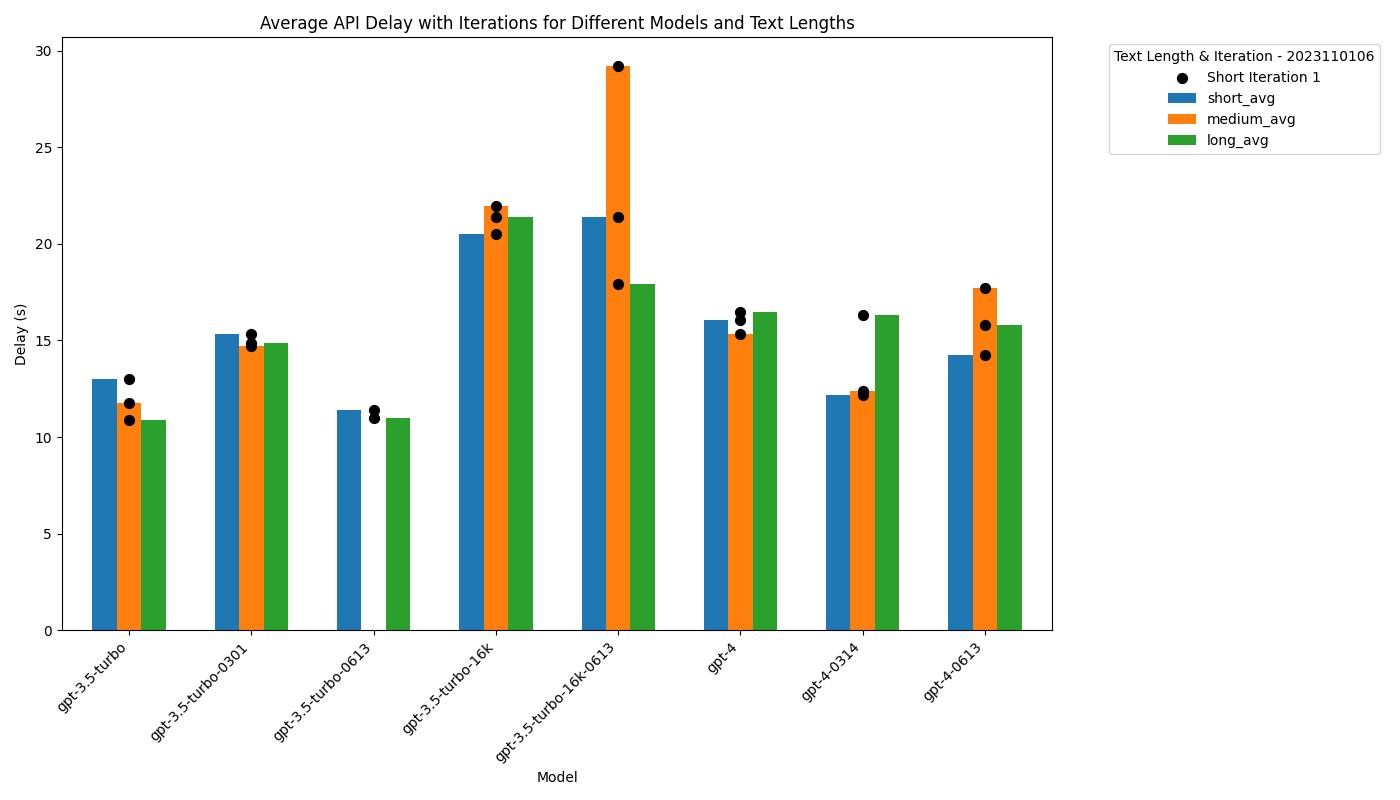 Average API Delay with Iterations for Different Models and Text Lengths
Text Length & Iteration - 2023110106
Short Iteration 1
short_avg
medium_avg
long_avg
Delay (s)
30
25
20
15
10
5
0
gpt-3.5-turbo
gpt-3.5-turbo-0301
gpt-3.5-turbo-0613
gpt-3.5-turbo-16k
gpt-3.5-turbo-16k-0613
gpt-4
gpt-4-0314
gpt-4-0613
Model